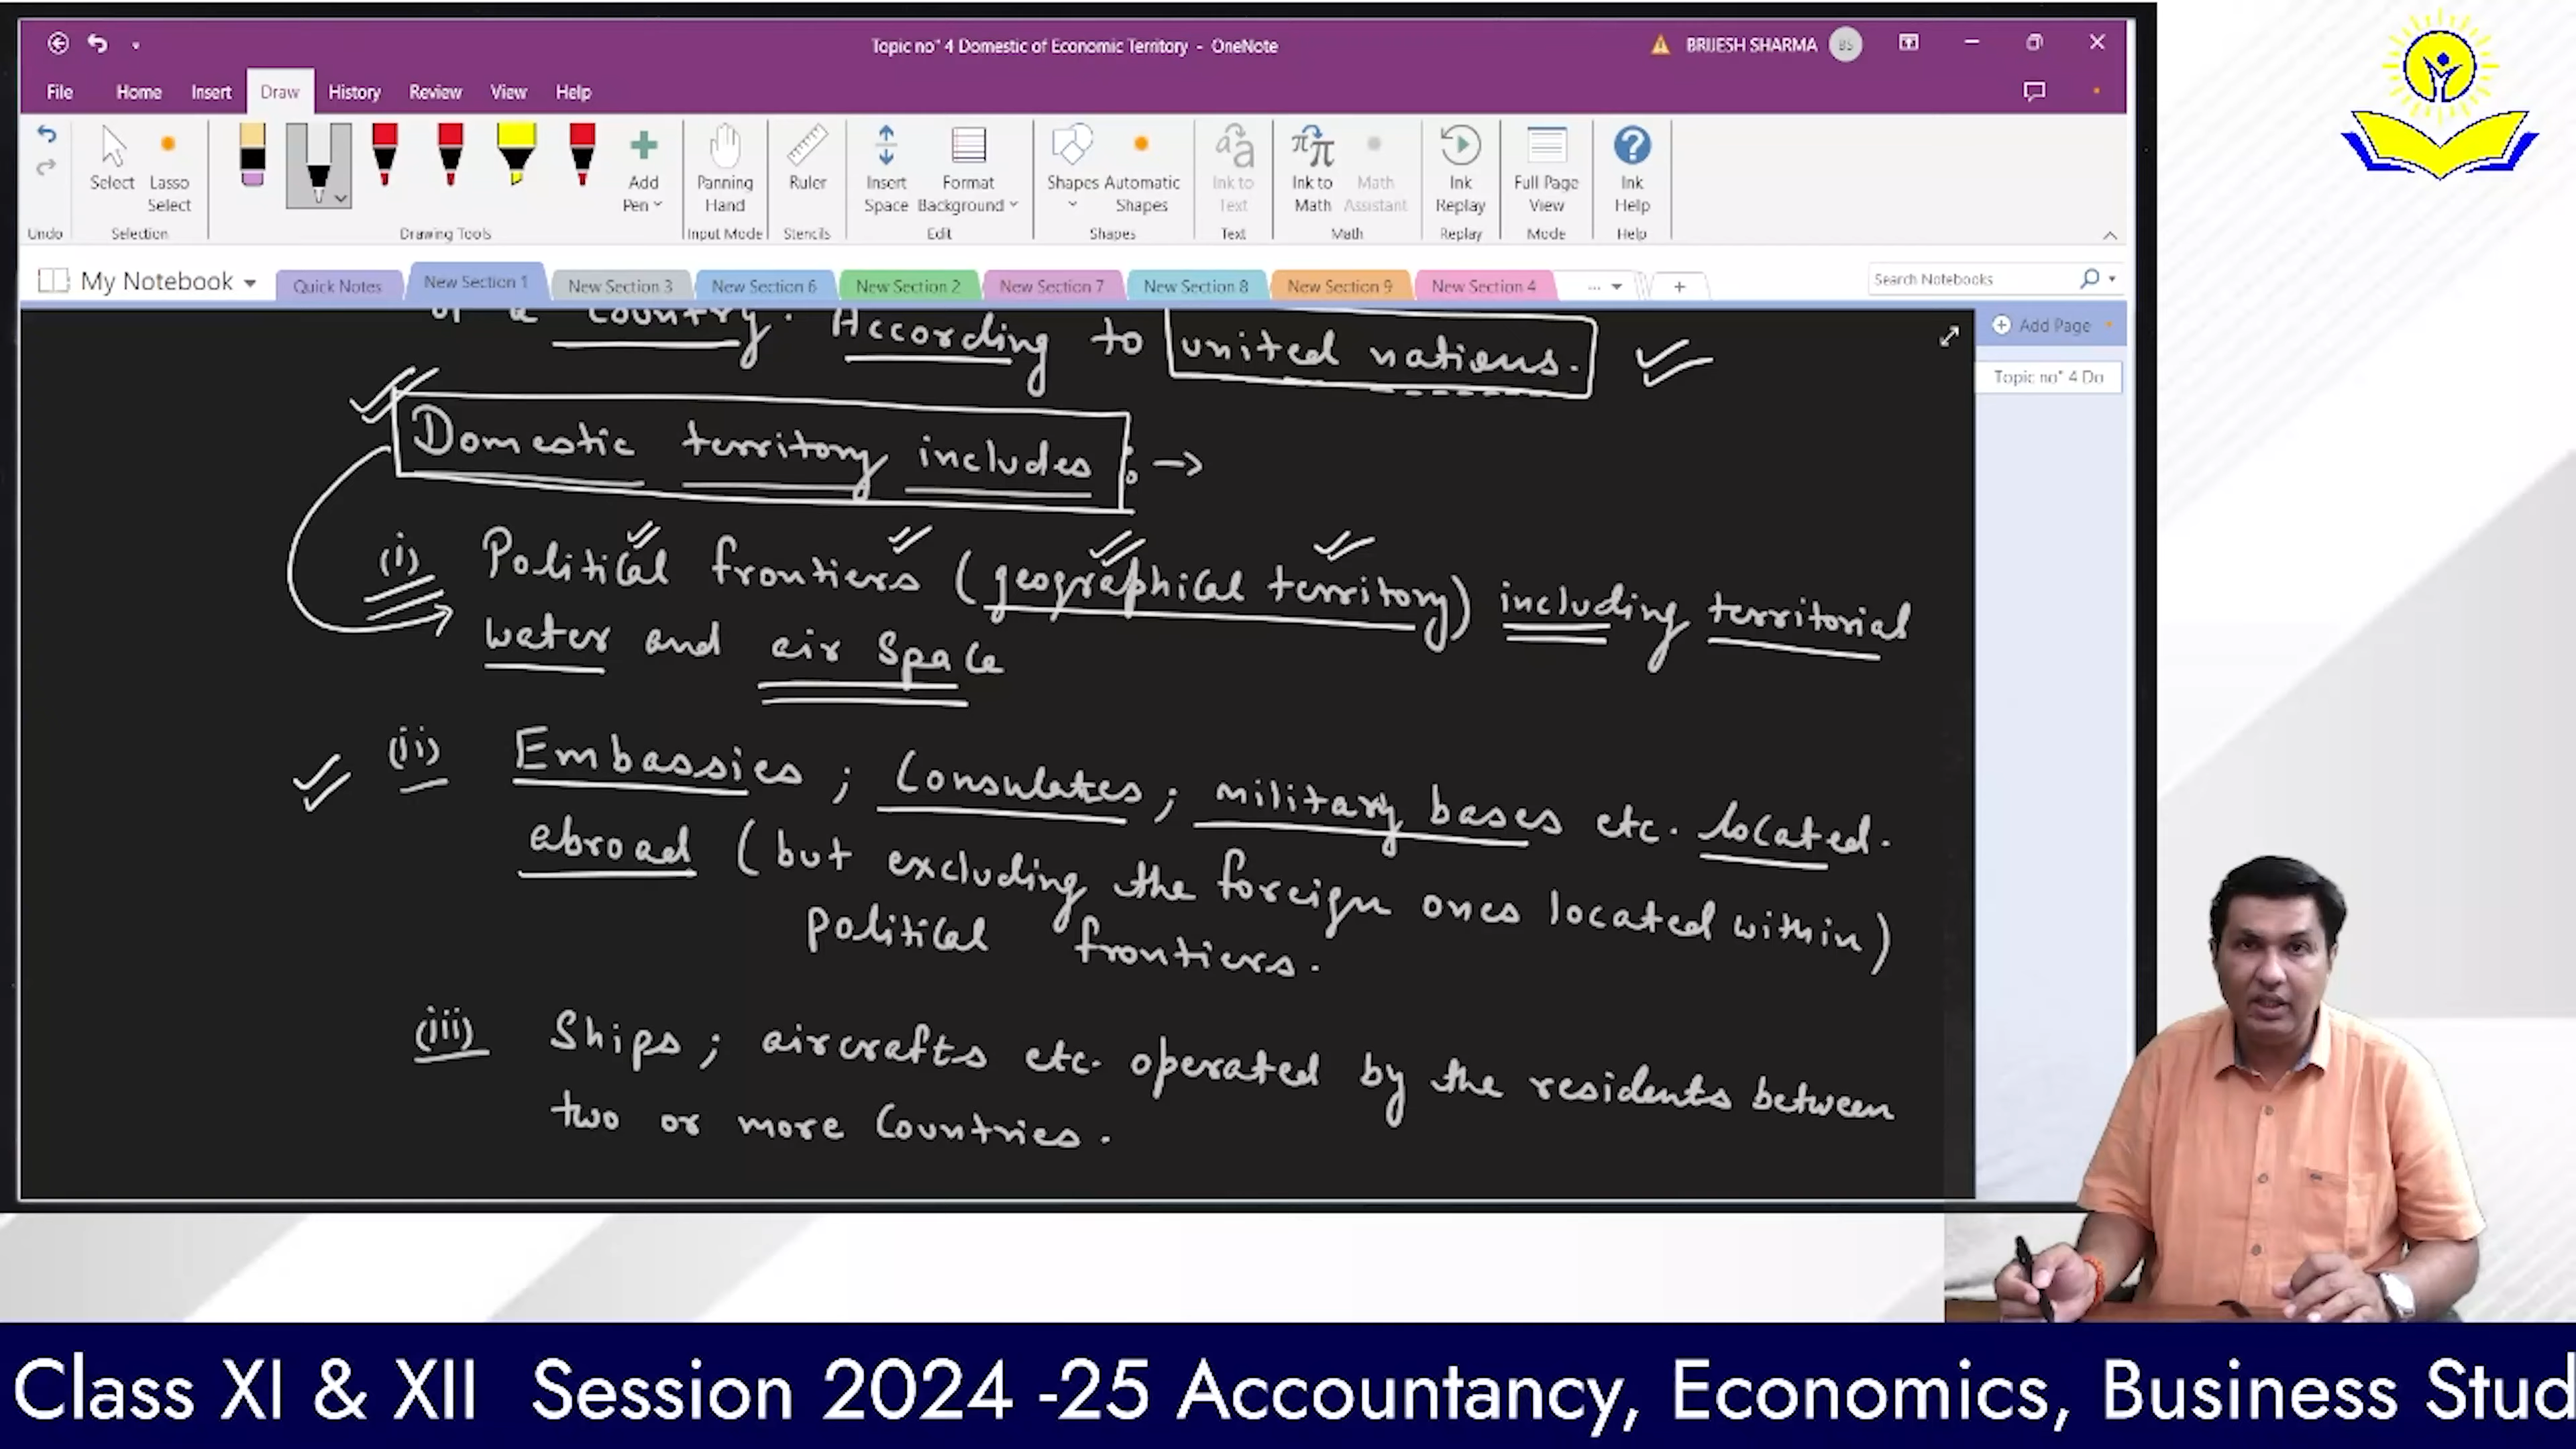 Topic no" 4 Domestic of Economic Territory - OneNote
BRIJESH SHARMA
BS
File Home Insert Draw History Review View Help
Select
Lasso Select
Add Pen
Panning Hand
Ruler
Insert Space
Format Background
Shapes
Automatic Shapes
Ink to Text
Ink to Math
Math Assistant
Ink Replay
Full Page View
Ink Help
Undo Selection Drawing Tools Input Mode Stencils Edit Shapes Text Math Replay Mode Help
My Notebook Quick Notes New Section 1 New Section 3 New Section 6 New Section 2 New Section 7 New Section 8 New Section 9 New Section 4 ... +
Search Notebooks
Add Page
Topic no" 4 Do
of a country. According to united nations.
Domestic territory includes :→
(i) Political frontiers (geographical territory) including territorial
water and air space
(ii) Embassies ; Consulates ; military bases etc. located.
abroad (but excluding the foreign ones located within)
political frontiers.
(iii) Ships ; aircrafts etc. operated by the residents between
two or more countries.
Class XI & XII Session 2024 -25 Accountancy, Economics, Business Stud